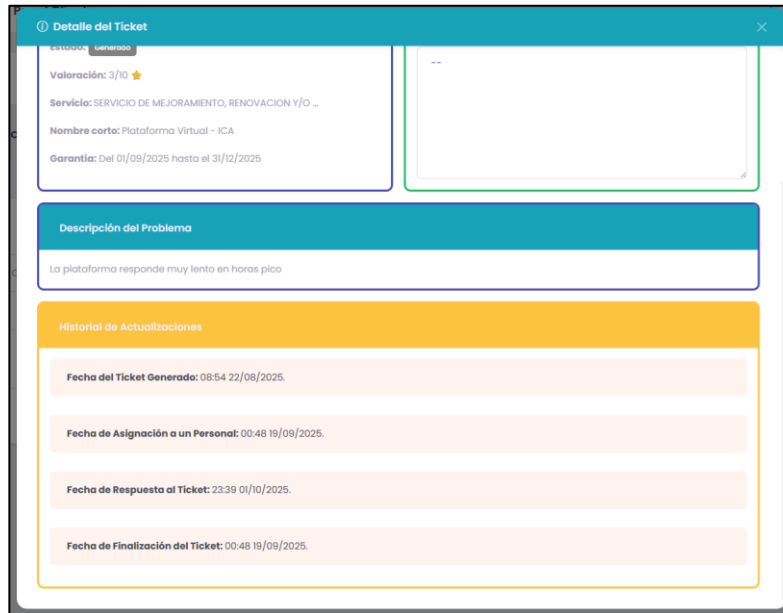 Detalle del Ticket
Estado: Generado
Valoración: 3/10
Servicio: SERVICIO DE MEJORAMIENTO, RENOVACION Y/O ...
Nombre corto: Plataforma Virtual - ICA
Garantía: Del 01/09/2025 hasta el 31/12/2025
--
Descripción del Problema
La plataforma responde muy lento en horas pico
Historial de Actualizaciones
Fecha del Ticket Generado: 08:54 22/08/2025.
Fecha de Asignación a un Personal: 00:48 19/09/2025.
Fecha de Respuesta al Ticket: 23:39 01/10/2025.
Fecha de Finalización del Ticket: 00:48 19/09/2025.